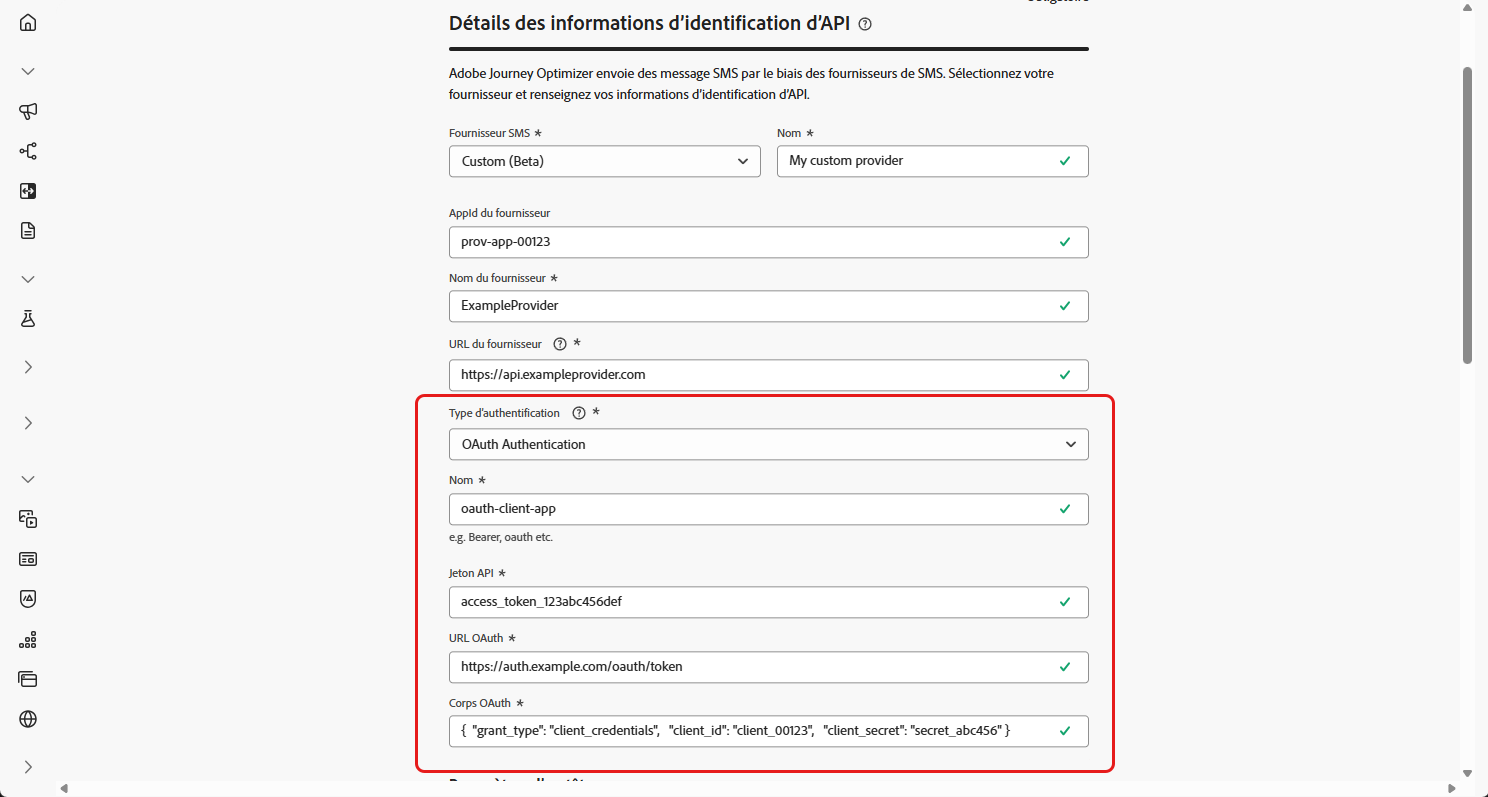 Détails des informations d'identification d'API
Adobe Journey Optimizer envoie des message SMS par le biais des fournisseurs de SMS. Sélectionnez votre
fournisseur et renseignez vos informations d'identification d'API.
Fournisseur SMS * Nom *
Custom (Beta) My custom provider
AppId du fournisseur
prov-app-00123
Nom du fournisseur *
ExampleProvider
URL du fournisseur *
https://api.exampleprovider.com
Type d'authentification *
OAuth Authentication
Nom *
oauth-client-app
e.g. Bearer, oauth etc.
Jeton API *
access_token_123abc456def
URL OAuth *
https://auth.example.com/oauth/token
Corps OAuth *
{ "grant_type": "client_credentials", "client_id": "client_00123", "client_secret": "secret_abc456" }